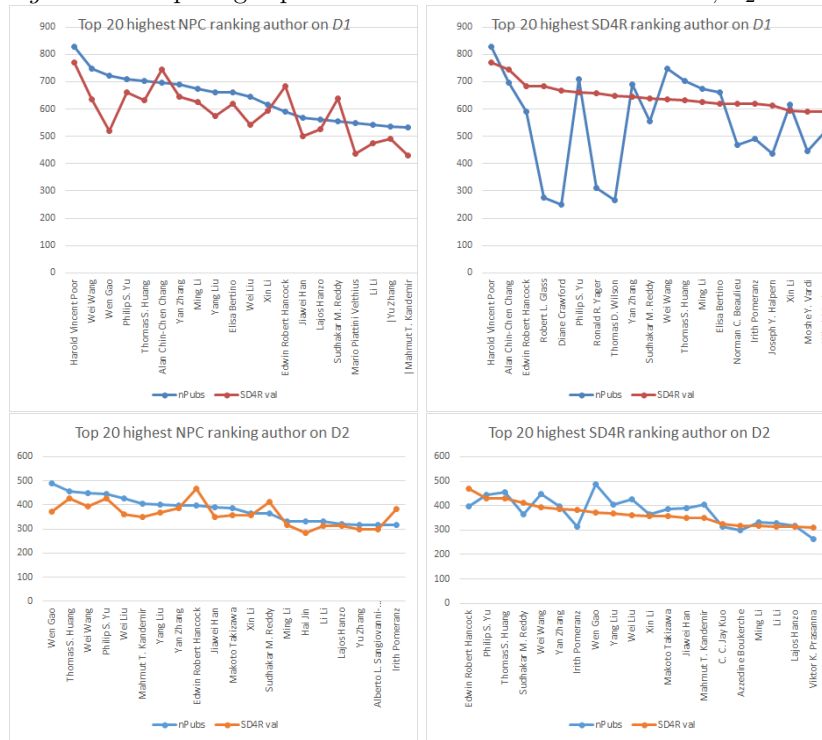 Top 20 highest NPC ranking author on D1
900
800
700
600
500
400
300
200
100
0
Harold Vincent Poor
Wei Wang
Wen Gao
Philip S. Yu
Thomas S. Huang
Alan Chin-Chen Chang
Yan Zhang
Ming Li
Yang Liu
Elisa Bertino
Wei Liu
Xin Li
Edwin Robert Hancock
Jiawei Han
Lajos Hanzo
Sudhakar M. Reddy
Mario Piattini Velthius
Li Li
|Yu Zhang
| Mahmut T. Kandemir
nPubs
SD4R val
Top 20 highest SD4R ranking author on D1
900
800
700
600
500
400
300
200
100
0
Harold Vincent Poor
Alan Chin-Chen Chang
Edwin Robert Hancock
Robert L. Glass
Diane Crawford
Philip S. Yu
Ronald R. Yager
Thomas D. Wilson
Yan Zhang
Sudhakar M. Reddy
Wei Wang
Thomas S. Huang
Ming Li
Elisa Bertino
Norman C. Beaulieu
Irith Pomeranz
Joseph Y. Halpern
Xin Li
Moshe Y. Vardi
nPubs
SD4R val
Top 20 highest NPC ranking author on D2
600
500
400
300
200
100
0
Wen Gao
Thomas S. Huang
Wei Wang
Philip S. Yu
Wei Liu
Mahmut T. Kandemir
Yang Liu
Yan Zhang
Edwin Robert Hancock
Jiawei Han
Makoto Takizawa
Xin Li
Sudhakar M. Reddy
Ming Li
Hai Jin
Li Li
Lajos Hanzo
Yu Zhang
Alberto L. Sangiovanni-...
Irith Pomeranz
nPubs
SD4R val
Top 20 highest SD4R ranking author on D2
600
500
400
300
200
100
0
Edwin Robert Hancock
Philip S. Yu
Thomas S. Huang
Sudhakar M. Reddy
Wei Wang
Yan Zhang
Irith Pomeranz
Wen Gao
Yang Liu
Wei Liu
Xin Li
Makoto Takizawa
Jiawei Han
Mahmut T. Kandemir
C. C. Jay Kuo
Azzedine Boukerche
Ming Li
Li Li
Lajos Hanzo
Viktor K. Prasanna
nPubs
SD4R val